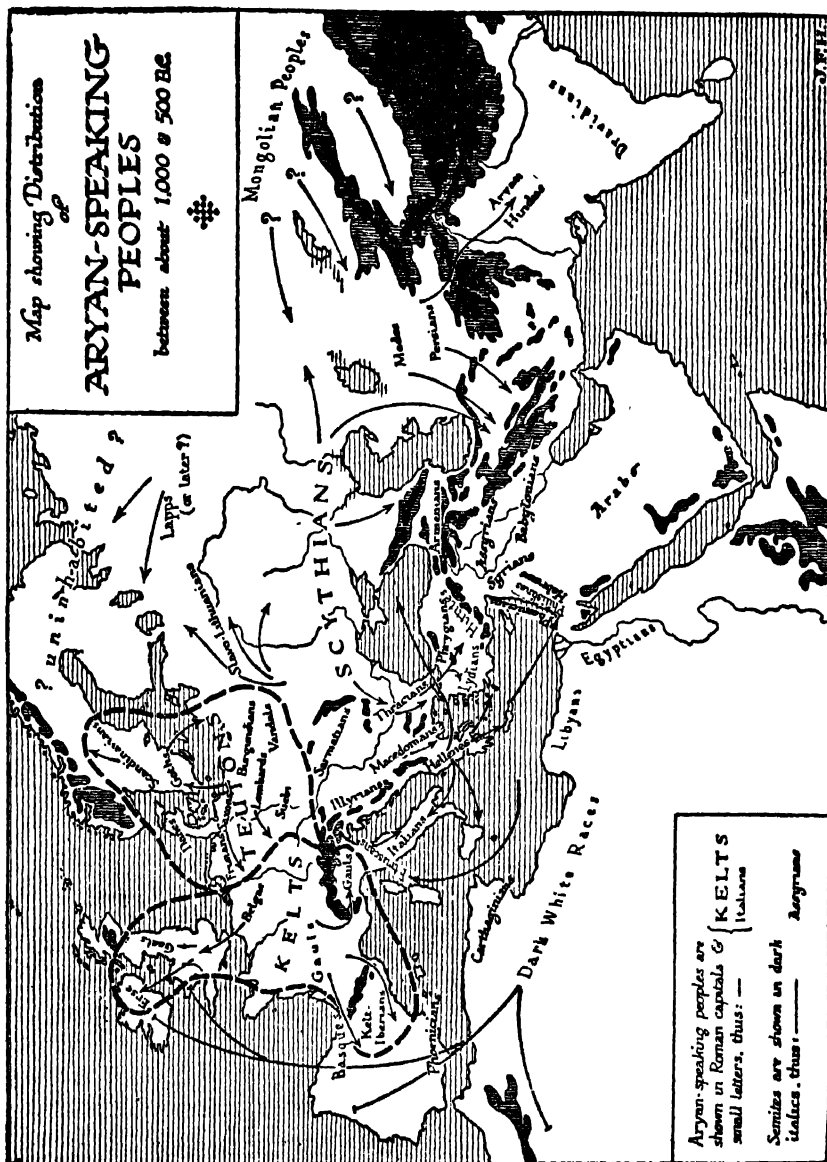 Map showing Distribution
of
ARYAN-SPEAKING
PEOPLES
between about 1,000 & 500 B.C.
? uninhabited ?
Lapps
(or later ?)
Mongolian Peoples
?
?
?
Scandinavians
Goths
TEUTONS
Burgundians
Vandals
Lombards
Suebi
Slavo-Lithuanians
SCYTHIANS
Sarmatians
Gaels
Erse
Belgae
KELTS
Gauls
Gauls
Basque
Kelt-
Iberians
Phoenicians
Italians
Illyrians
Macedonians
Hellenes
Thracians
Phrygians
Lydians
Hittites
Armenians
Assyrians
Babylonians
Syrians
Hebrews
Medes
Persians
Aryan
Hindus
Dravidians
Arabs
Egyptians
Libyans
Carthaginians
Dark White Races
Aryan-speaking peoples are
shown in Roman capitals & { KELTS
small letters, thus: — Italians
Semites are shown in dark
italics, thus: — Assyrians
J.F.H.